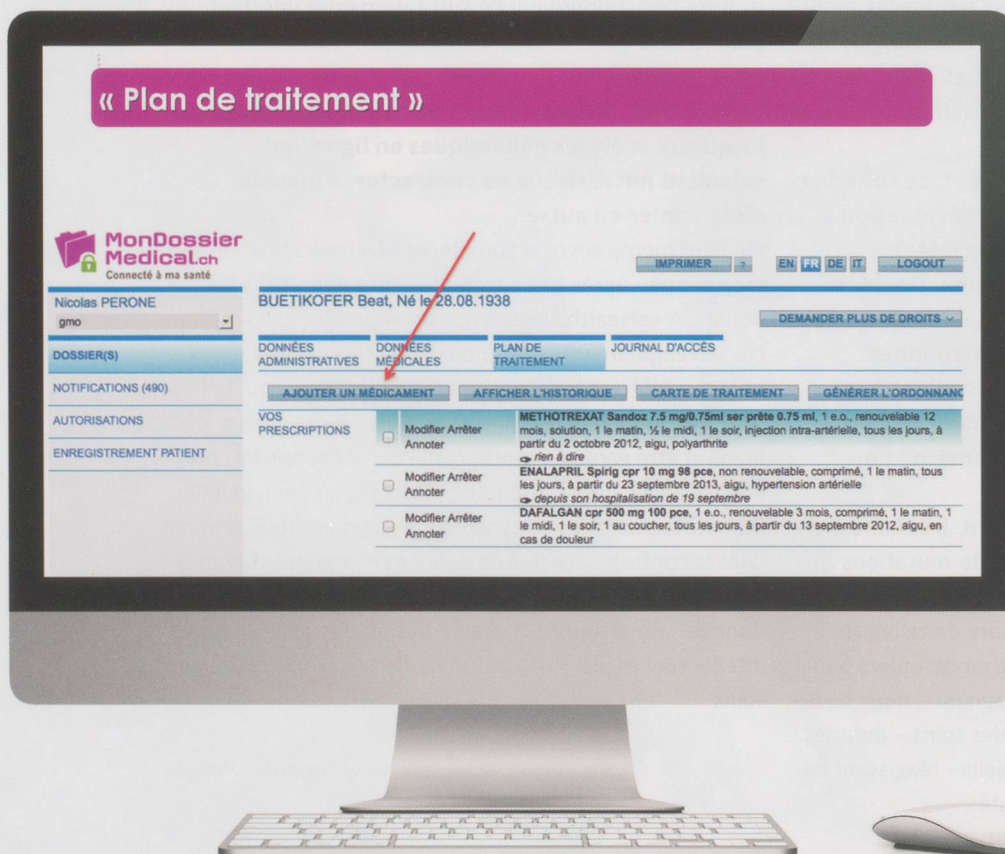 « Plan de traitement »
MonDossier
Medical.ch
Connecté à ma santé
IMPRIMER ? EN FR DE IT LOGOUT
Nicolas PERONE
gmo
BUETIKOFER Beat, Né le 28.08.1938
DEMANDER PLUS DE DROITS
DOSSIER(S)
NOTIFICATIONS (490)
AUTORISATIONS
ENREGISTREMENT PATIENT
DONNÉES
ADMINISTRATIVES
DONNÉES
MÉDICALES
PLAN DE
TRAITEMENT
JOURNAL D'ACCÈS
AJOUTER UN MÉDICAMENT
AFFICHER L'HISTORIQUE
CARTE DE TRAITEMENT
GÉNÉRER L'ORDONNANC
VOS
PRESCRIPTIONS
Modifier Arrêter
Annoter
METHOTREXAT Sandoz 7.5 mg/0.75ml ser prête 0.75 ml, 1 e.o., renouvelable 12
mois, solution, 1 le matin, ½ le midi, 1 le soir, injection intra-artérielle, tous les jours, à
partir du 2 octobre 2012, aigu, polyarthrite
rien à dire
Modifier Arrêter
Annoter
ENALAPRIL Spirig cpr 10 mg 98 pce, non renouvelable, comprimé, 1 le matin, tous
les jours, à partir du 23 septembre 2013, aigu, hypertension artérielle
depuis son hospitalisation de 19 septembre
Modifier Arrêter
Annoter
DAFALGAN cpr 500 mg 100 pce, 1 e.o., renouvelable 3 mois, comprimé, 1 le matin, 1
le midi, 1 le soir, 1 au coucher, tous les jours, à partir du 13 septembre 2012, aigu, en
cas de douleur